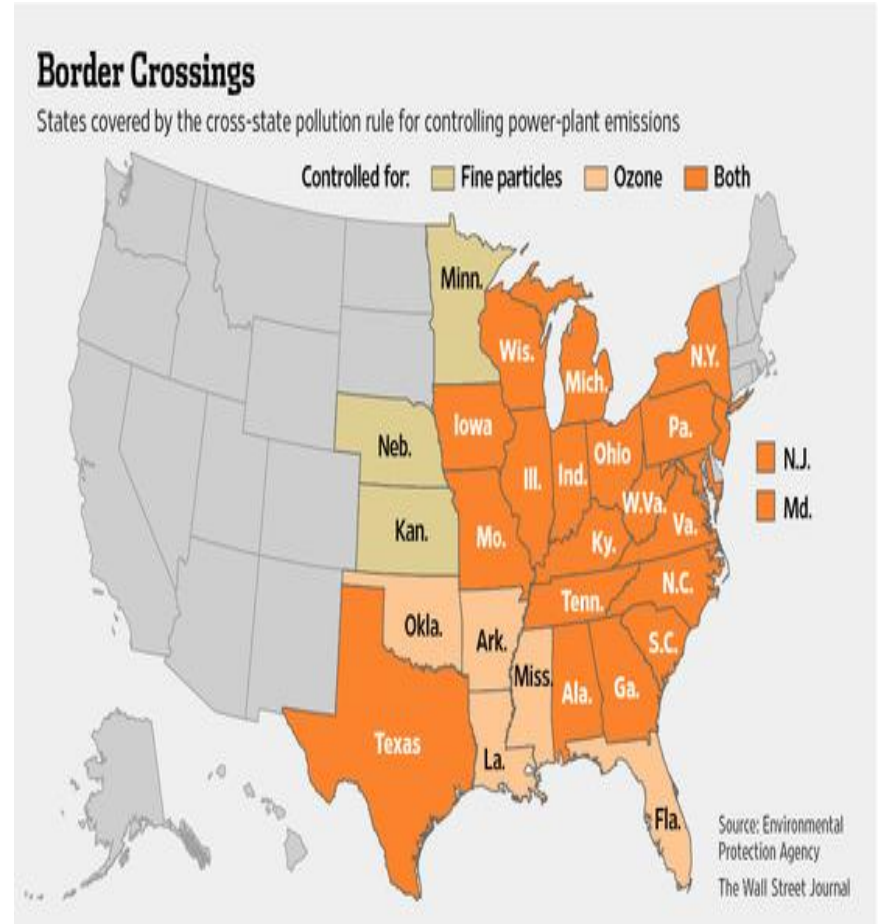 Border Crossings
States covered by the cross-state pollution rule for controlling power-plant emissions
Controlled for: Fine particles Ozone Both
Minn.
Wis.
N.Y.
Mich.
Iowa
Pa.
Neb.
Ohio
N.J.
Ill.
Ind.
W.Va.
Md.
Kan.
Va.
Mo.
Ky.
N.C.
Tenn.
Okla.
Ark.
S.C.
Miss.
Ala.
Ga.
Texas
La.
Fla.
Source: Environmental
Protection Agency
The Wall Street Journal